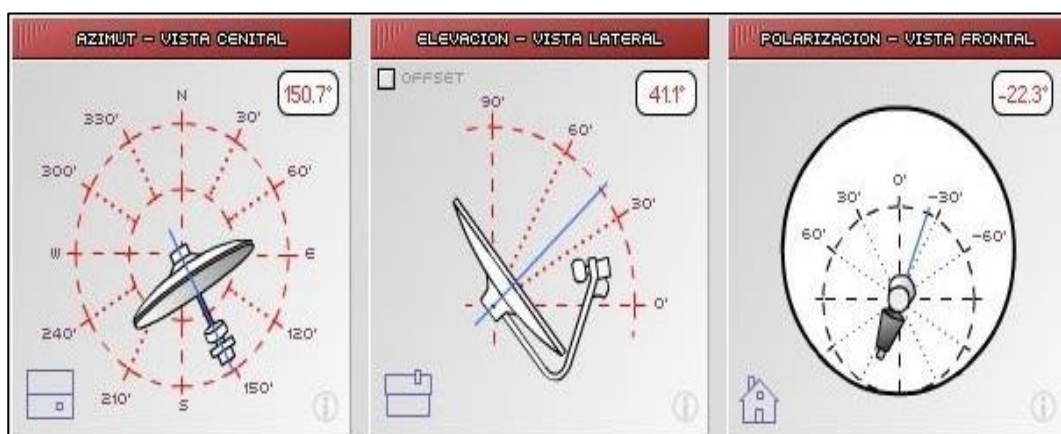 AZIMUT - VISTA CENITAL
150.7°
N
330'
30'
300'
60'
W
E
240'
120'
210'
150'
S
ELEVACION - VISTA LATERAL
OFFSET
41.1°
90'
60'
30'
0'
POLARIZACION - VISTA FRONTAL
-22.3°
0'
30'
-30'
60'
-60'